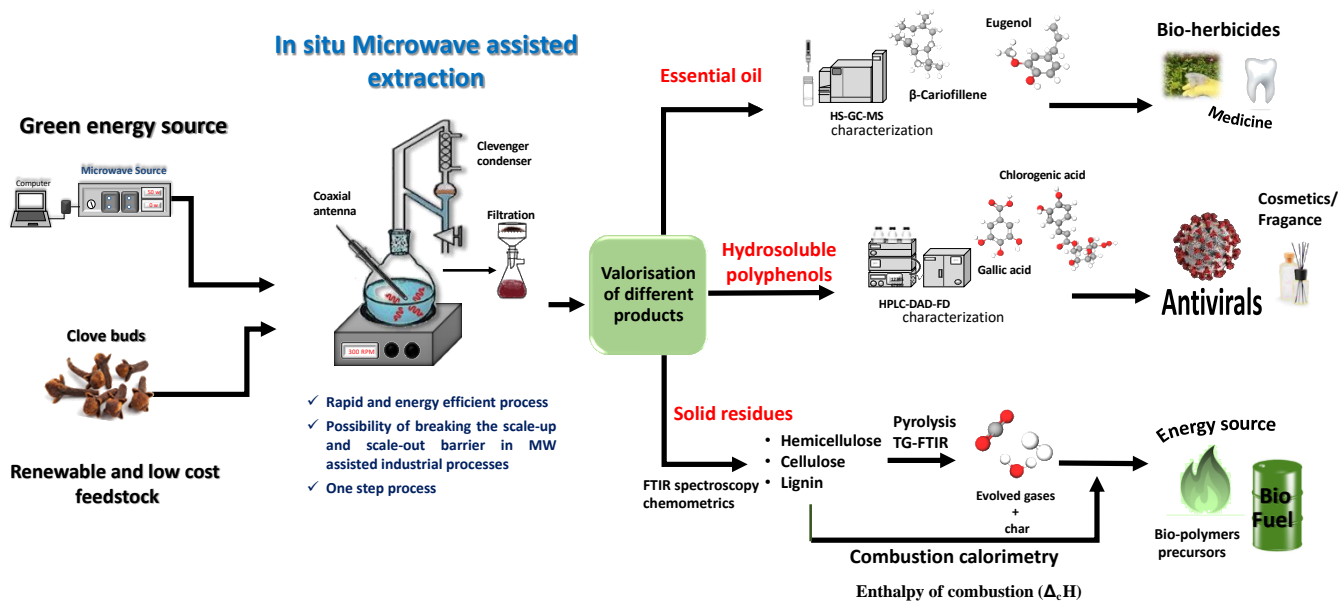 In situ Microwave assisted
extraction
Green energy source
Computer
Microwave Source
50 w
0 w
Clove buds
Renewable and low cost
feedstock
Coaxial
antenna
Clevenger
condenser
Filtration
300 RPM
✓ Rapid and energy efficient process
✓ Possibility of breaking the scale-up
and scale-out barrier in MW
assisted industrial processes
✓ One step process
Valorisation
of different
products
Essential oil
HS-GC-MS
characterization
β-Cariofillene
Eugenol
Bio-herbicides
Medicine
Hydrosoluble
polyphenols
HPLC-DAD-FD
characterization
Gallic acid
Chlorogenic acid
Cosmetics/
Fragance
Antivirals
Solid residues
FTIR spectroscopy
chemometrics
• Hemicellulose
• Cellulose
• Lignin
Pyrolysis
TG-FTIR
Evolved gases
+
char
Combustion calorimetry
Enthalpy of combustion (ΔcH)
Energy source
Bio-polymers
precursors
Bio
Fuel